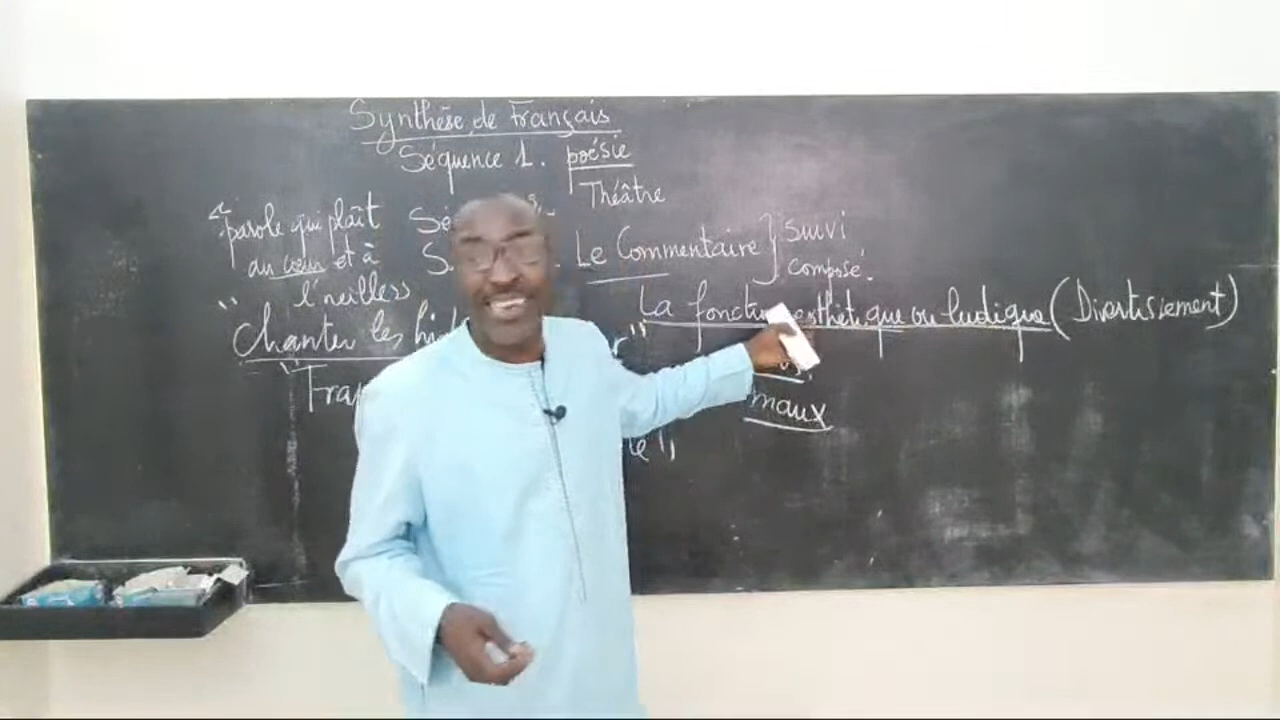 Synthèse de Français
Séquence 1. poésie
Théâtre
"parole qui plaît
au cœur et à
l'oeilless
Le Commentaire } Suivi
composé.
La fonction esthétique ou ludique (Divertissement)
"Chanter les
maux